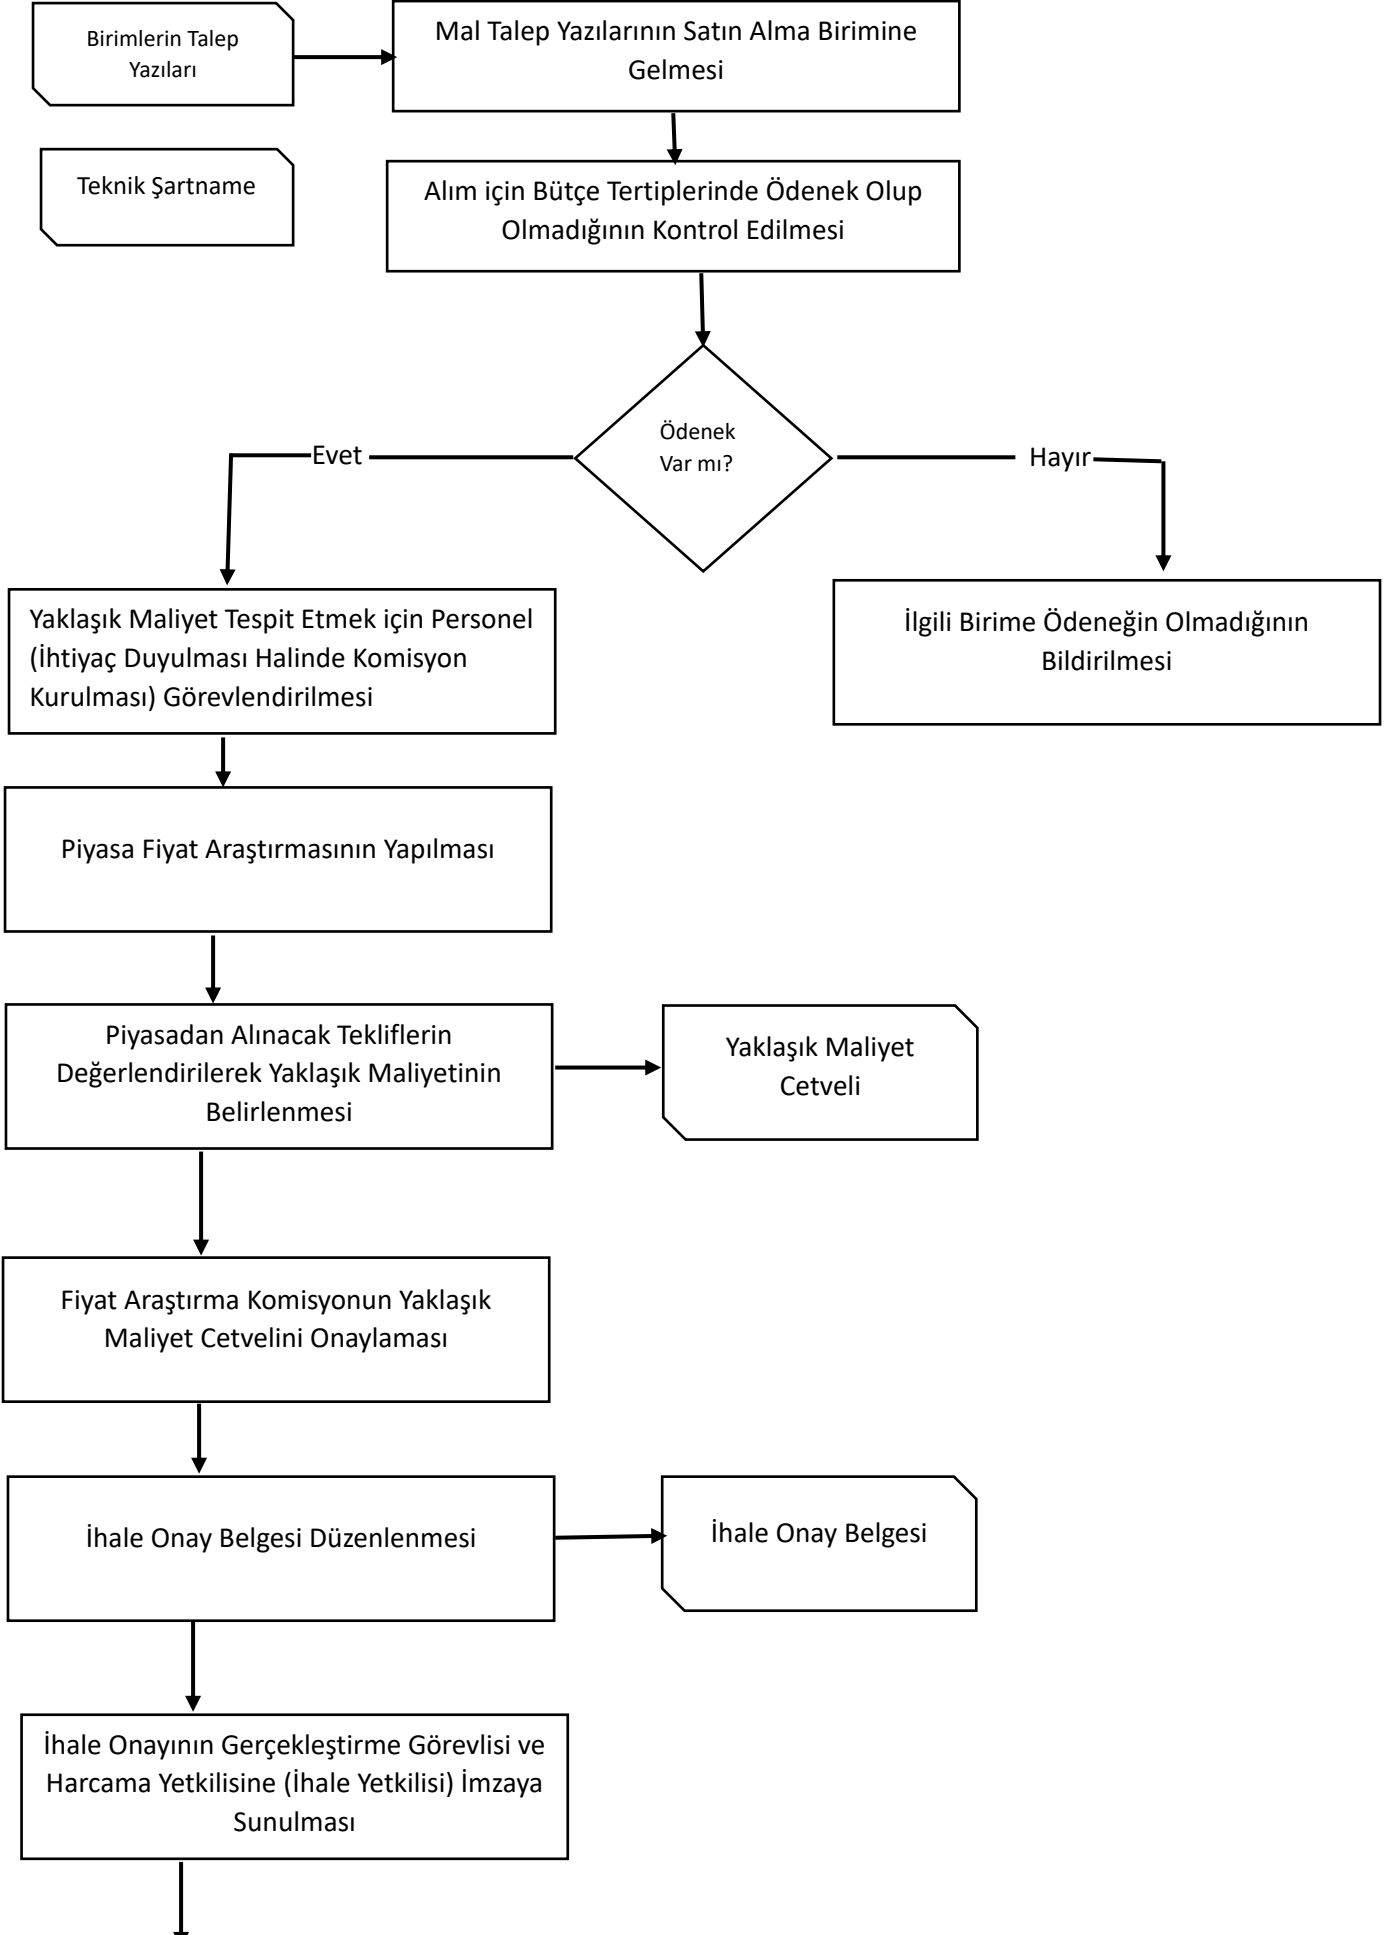 Birimlerin Talep
Yazıları
Mal Talep Yazılarının Satın Alma Birimine
Gelmesi
Teknik Şartname
Alım için Bütçe Tertiplerinde Ödenek Olup
Olmadığının Kontrol Edilmesi
Ödenek
Var mı?
Evet
Hayır
Yaklaşık Maliyet Tespit Etmek için Personel
(İhtiyaç Duyulması Halinde Komisyon
Kurulması) Görevlendirilmesi
İlgili Birime Ödeneğin Olmadığının
Bildirilmesi
Piyasa Fiyat Araştırmasının Yapılması
Piyasadan Alınacak Tekliflerin
Değerlendirilerek Yaklaşık Maliyetinin
Belirlenmesi
Yaklaşık Maliyet
Cetveli
Fiyat Araştırma Komisyonun Yaklaşık
Maliyet Cetvelini Onaylaması
İhale Onay Belgesi Düzenlenmesi
İhale Onay Belgesi
İhale Onayının Gerçekleştirme Görevlisi ve
Harcama Yetkilisine (İhale Yetkilisi) İmzaya
Sunulması